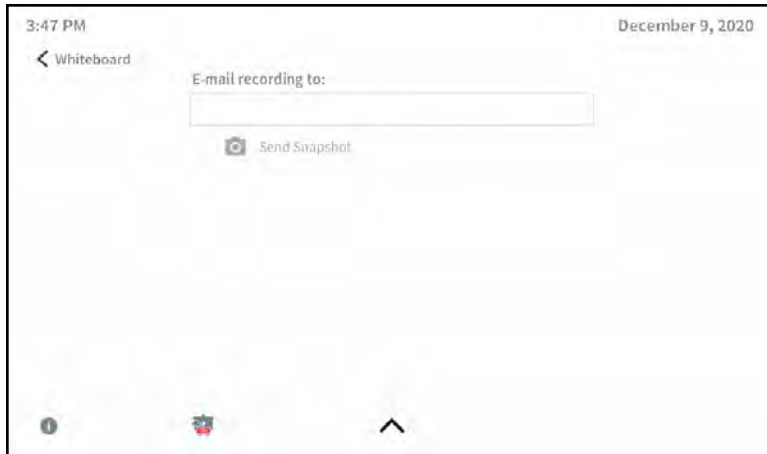 3:47 PM
December 9, 2020
Whiteboard
E-mail recording to:
Send Snapshot